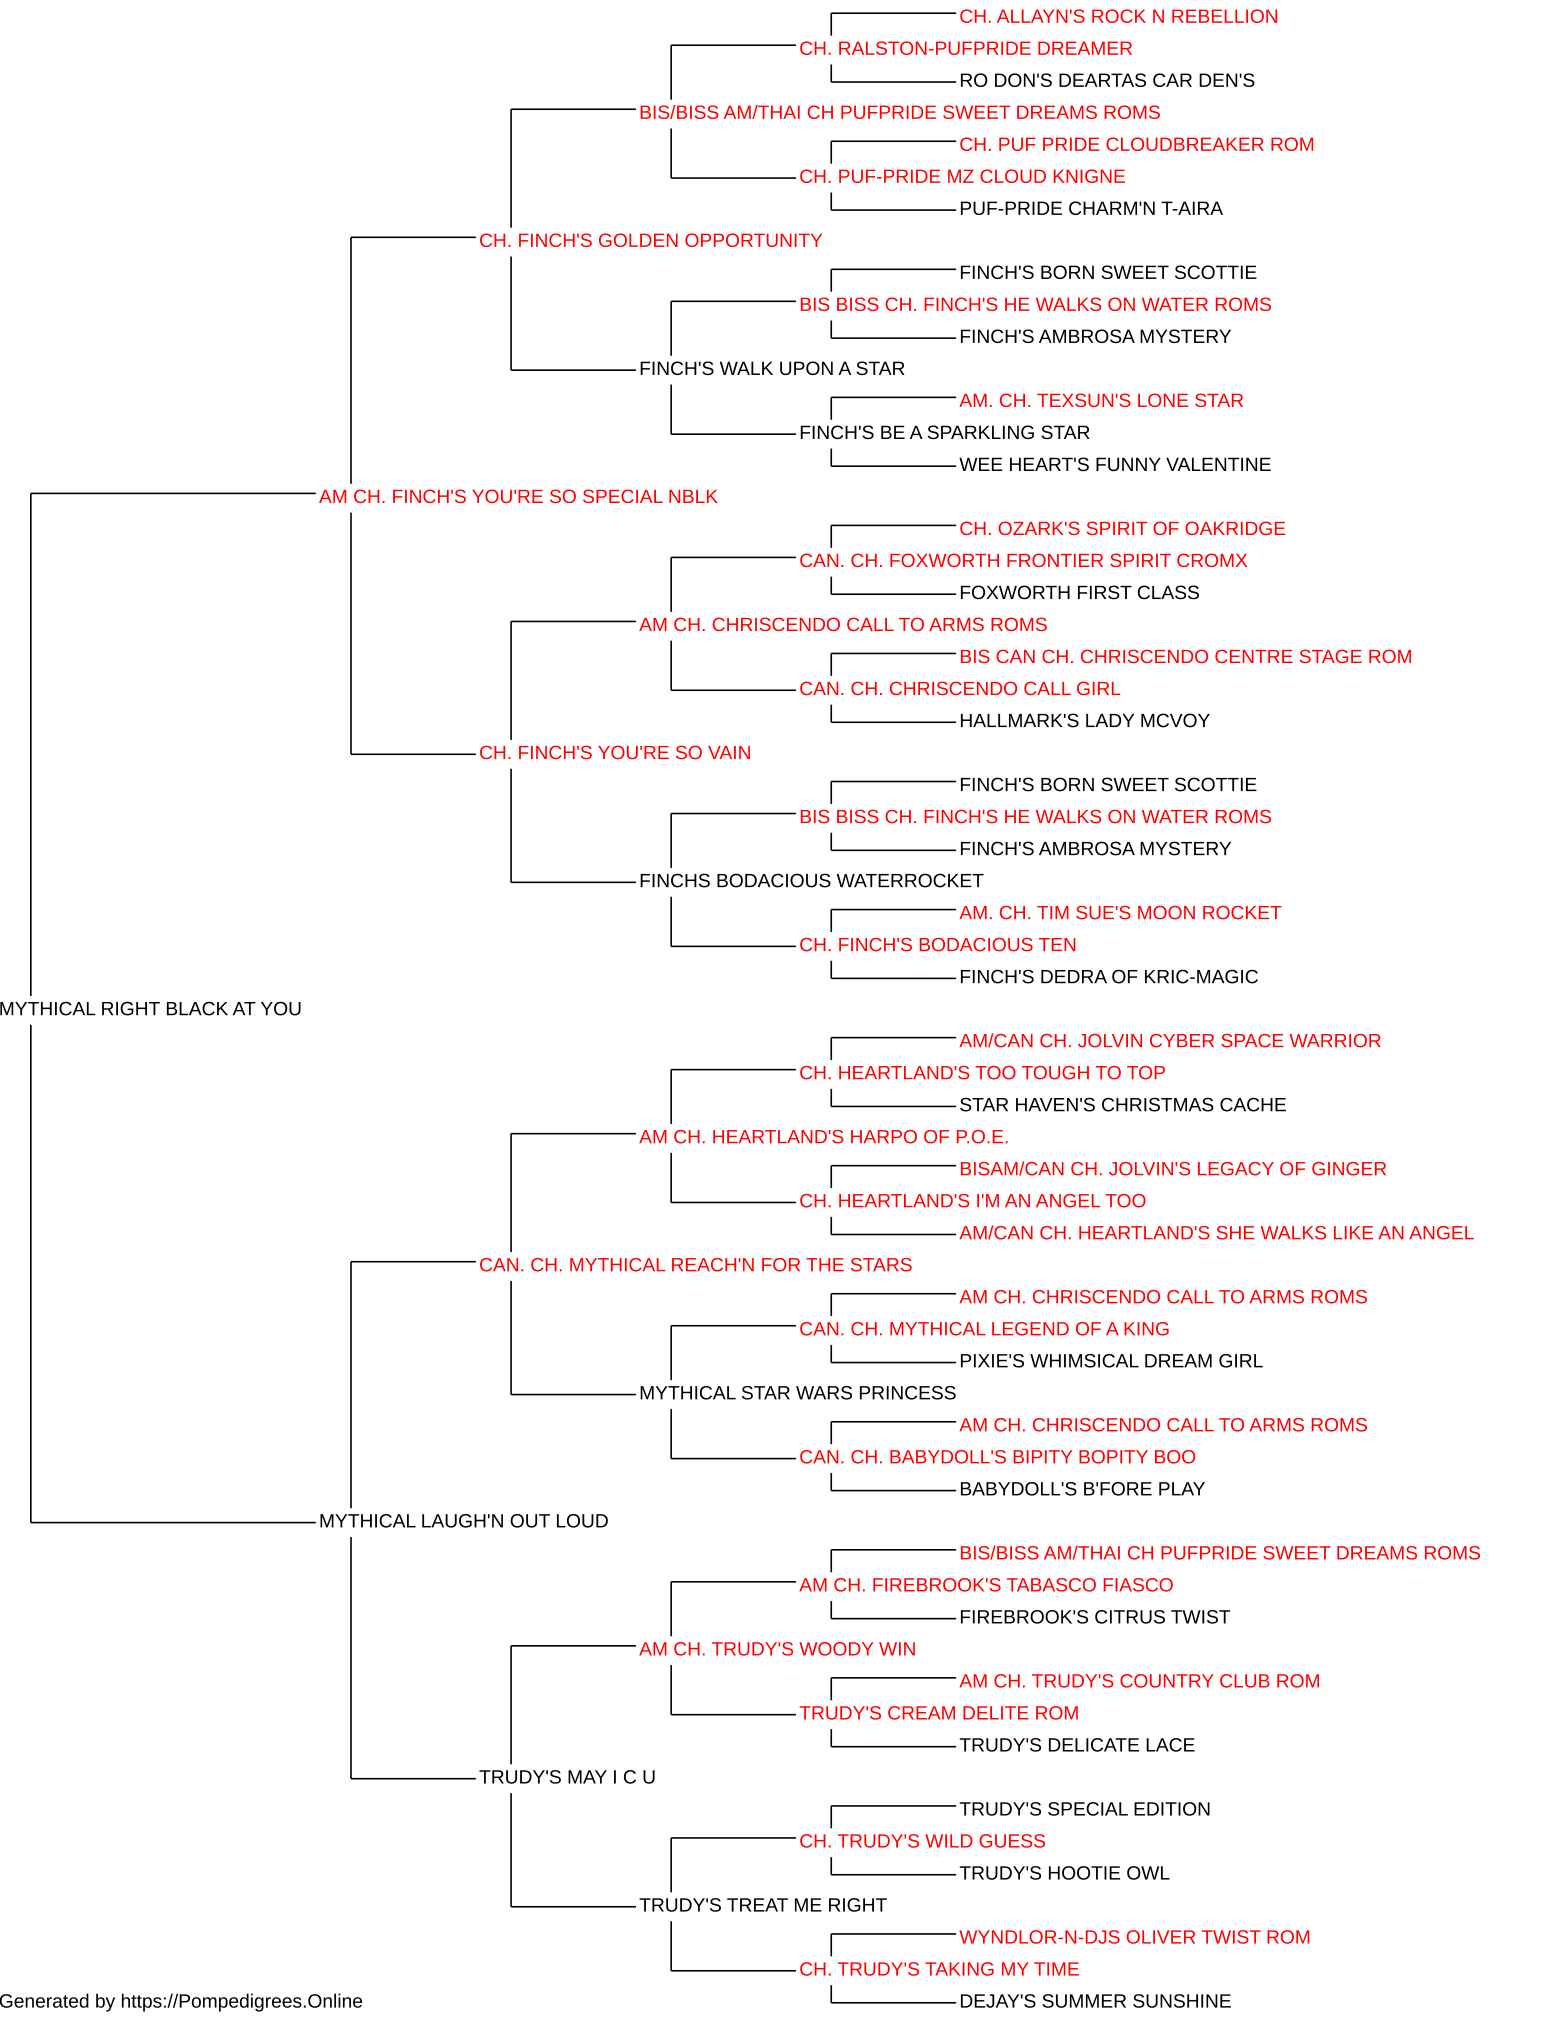 CH. ALLAYN'S ROCK N REBELLION
CH. RALSTON-PUFPRIDE DREAMER
RO DON'S DEARTAS CAR DEN'S
BIS/BISS AM/THAI CH PUFPRIDE SWEET DREAMS ROMS
CH. PUF PRIDE CLOUDBREAKER ROM
CH. PUF-PRIDE MZ CLOUD KNIGNE
PUF-PRIDE CHARM'N T-AIRA
CH. FINCH'S GOLDEN OPPORTUNITY
FINCH'S BORN SWEET SCOTTIE
BIS BISS CH. FINCH'S HE WALKS ON WATER ROMS
FINCH'S AMBROSA MYSTERY
FINCH'S WALK UPON A STAR
AM. CH. TEXSUN'S LONE STAR
FINCH'S BE A SPARKLING STAR
WEE HEART'S FUNNY VALENTINE
AM CH. FINCH'S YOU'RE SO SPECIAL NBLK
CH. OZARK'S SPIRIT OF OAKRIDGE
CAN. CH. FOXWORTH FRONTIER SPIRIT CROMX
FOXWORTH FIRST CLASS
AM CH. CHRISCENDO CALL TO ARMS ROMS
BIS CAN CH. CHRISCENDO CENTRE STAGE ROM
CAN. CH. CHRISCENDO CALL GIRL
HALLMARK'S LADY MCVOY
CH. FINCH'S YOU'RE SO VAIN
FINCH'S BORN SWEET SCOTTIE
BIS BISS CH. FINCH'S HE WALKS ON WATER ROMS
FINCH'S AMBROSA MYSTERY
FINCHS BODACIOUS WATERROCKET
AM. CH. TIM SUE'S MOON ROCKET
CH. FINCH'S BODACIOUS TEN
FINCH'S DEDRA OF KRIC-MAGIC
MYTHICAL RIGHT BLACK AT YOU
AM/CAN CH. JOLVIN CYBER SPACE WARRIOR
CH. HEARTLAND'S TOO TOUGH TO TOP
STAR HAVEN'S CHRISTMAS CACHE
AM CH. HEARTLAND'S HARPO OF P.O.E.
BISAM/CAN CH. JOLVIN'S LEGACY OF GINGER
CH. HEARTLAND'S I'M AN ANGEL TOO
AM/CAN CH. HEARTLAND'S SHE WALKS LIKE AN ANGEL
CAN. CH. MYTHICAL REACH'N FOR THE STARS
AM CH. CHRISCENDO CALL TO ARMS ROMS
CAN. CH. MYTHICAL LEGEND OF A KING
PIXIE'S WHIMSICAL DREAM GIRL
MYTHICAL STAR WARS PRINCESS
AM CH. CHRISCENDO CALL TO ARMS ROMS
CAN. CH. BABYDOLL'S BIPITY BOPITY BOO
BABYDOLL'S B'FORE PLAY
MYTHICAL LAUGH'N OUT LOUD
BIS/BISS AM/THAI CH PUFPRIDE SWEET DREAMS ROMS
AM CH. FIREBROOK'S TABASCO FIASCO
FIREBROOK'S CITRUS TWIST
AM CH. TRUDY'S WOODY WIN
AM CH. TRUDY'S COUNTRY CLUB ROM
TRUDY'S CREAM DELITE ROM
TRUDY'S DELICATE LACE
TRUDY'S MAY I C U
TRUDY'S SPECIAL EDITION
CH. TRUDY'S WILD GUESS
TRUDY'S HOOTIE OWL
TRUDY'S TREAT ME RIGHT
WYNDLOR-N-DJS OLIVER TWIST ROM
CH. TRUDY'S TAKING MY TIME
DEJAY'S SUMMER SUNSHINE
Generated by https://Pompedigrees.Online